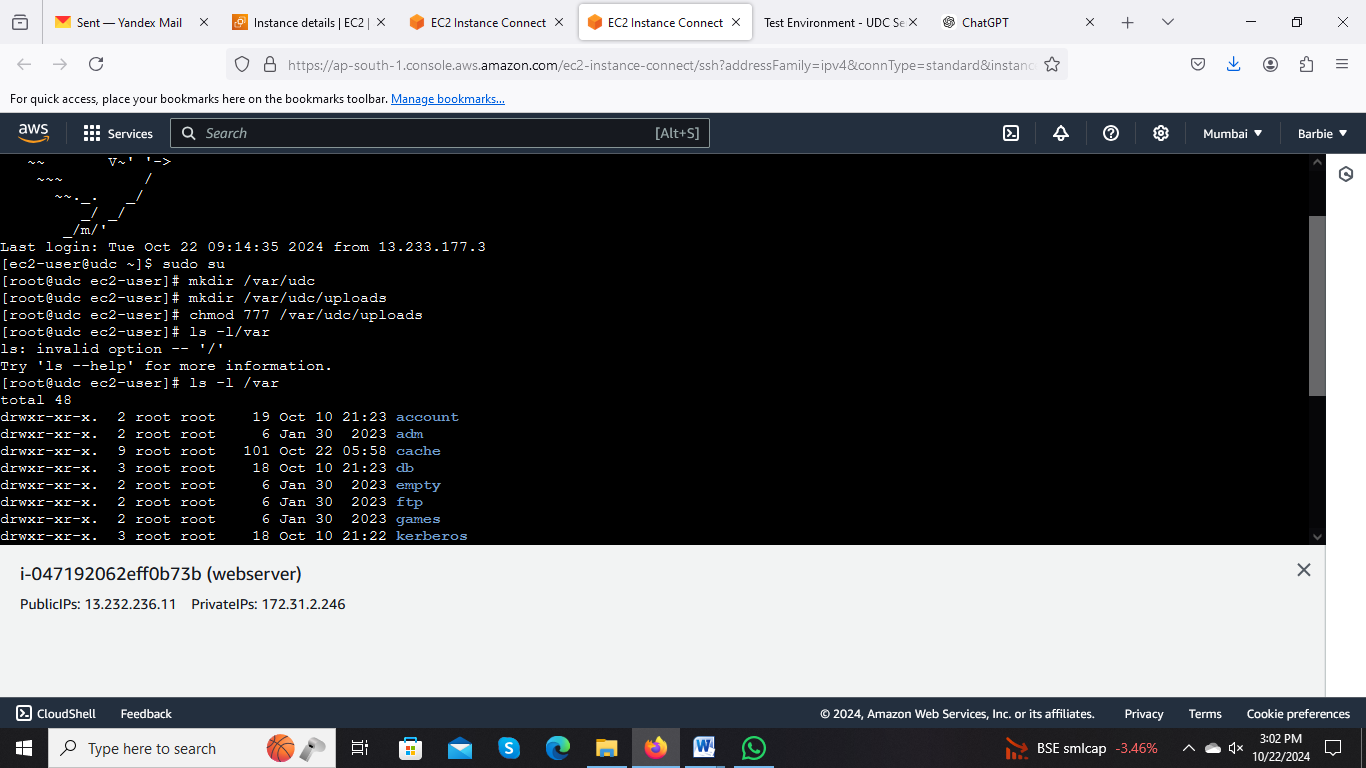 Sent — Yandex Mail
Instance details | EC2 |
EC2 Instance Connect
EC2 Instance Connect
Test Environment - UDC Se
ChatGPT
https://ap-south-1.console.aws.amazon.com/ec2-instance-connect/ssh?addressFamily=ipv4&connType=standard&instanc
For quick access, place your bookmarks here on the bookmarks toolbar. Manage bookmarks...
aws
Services
Search
[Alt+S]
Mumbai
Barbie
~~       V~' '->
~~~         /
~~._.   _/
_/ _/
_/m/'
Last login: Tue Oct 22 09:14:35 2024 from 13.233.177.3
[ec2-user@udc ~]$ sudo su
[root@udc ec2-user]# mkdir /var/udc
[root@udc ec2-user]# mkdir /var/udc/uploads
[root@udc ec2-user]# chmod 777 /var/udc/uploads
[root@udc ec2-user]# ls -l/var
ls: invalid option -- '/'
Try 'ls --help' for more information.
[root@udc ec2-user]# ls -l /var
total 48
drwxr-xr-x.  2 root root    19 Oct 10 21:23 account
drwxr-xr-x.  2 root root     6 Jan 30  2023 adm
drwxr-xr-x.  9 root root   101 Oct 22 05:58 cache
drwxr-xr-x.  3 root root    18 Oct 10 21:23 db
drwxr-xr-x.  2 root root     6 Jan 30  2023 empty
drwxr-xr-x.  2 root root     6 Jan 30  2023 ftp
drwxr-xr-x.  2 root root     6 Jan 30  2023 games
drwxr-xr-x.  3 root root    18 Oct 10 21:22 kerberos
i-047192062eff0b73b (webserver)
PublicIPs: 13.232.236.11    PrivateIPs: 172.31.2.246
CloudShell
Feedback
© 2024, Amazon Web Services, Inc. or its affiliates.
Privacy
Terms
Cookie preferences
Type here to search
BSE smlcap -3.46%
3:02 PM
10/22/2024